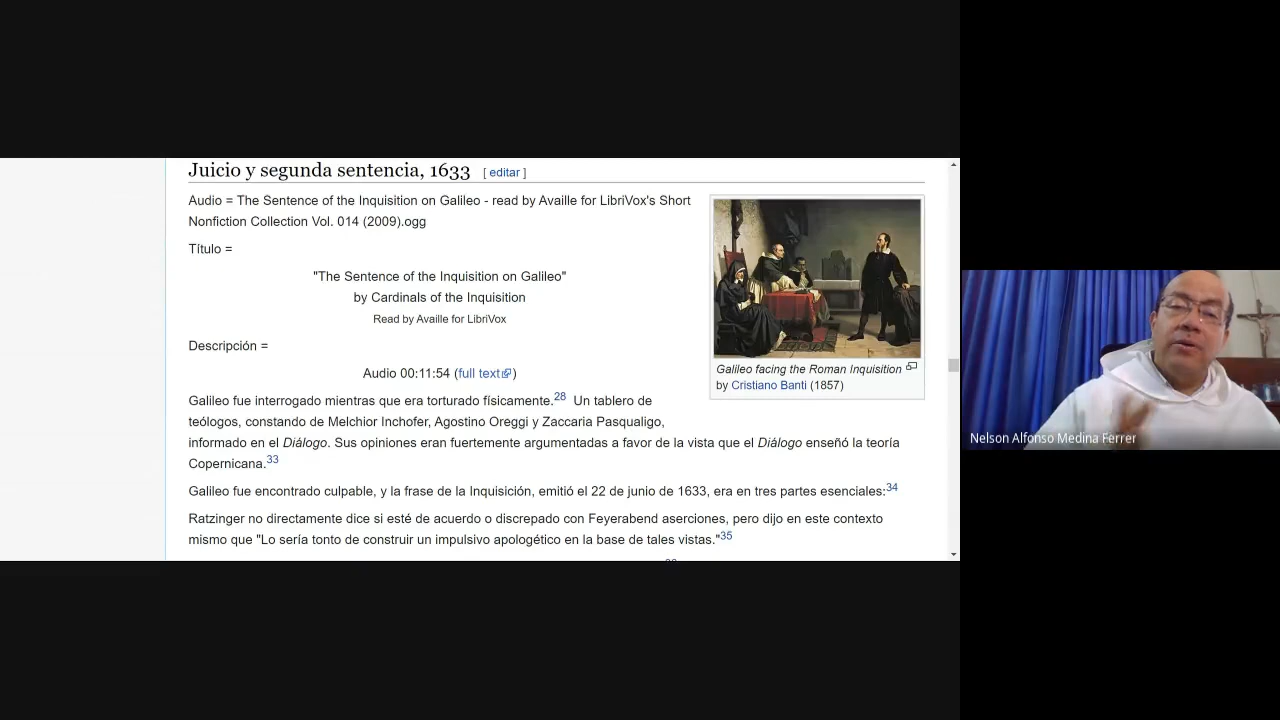 Juicio y segunda sentencia, 1633 [ editar ]
Audio = The Sentence of the Inquisition on Galileo - read by Availle for LibriVox's Short
Nonfiction Collection Vol. 014 (2009).ogg
Título =
"The Sentence of the Inquisition on Galileo"
by Cardinals of the Inquisition
Read by Availle for LibriVox
Descripción =
Audio 00:11:54 (full text)
Galileo facing the Roman Inquisition
by Cristiano Banti (1857)
Galileo fue interrogado mientras que era torturado físicamente.28 Un tablero de
teólogos, constando de Melchior Inchofer, Agostino Oreggi y Zaccaria Pasqualigo,
informado en el Diálogo. Sus opiniones eran fuertemente argumentadas a favor de la vista que el Diálogo enseñó la teoría
Copernicana.33
Galileo fue encontrado culpable, y la frase de la Inquisición, emitió el 22 de junio de 1633, era en tres partes esenciales:34
Ratzinger no directamente dice si esté de acuerdo o discrepado con Feyerabend aserciones, pero dijo en este contexto
mismo que "Lo sería tonto de construir un impulsivo apologético en la base de tales vistas."35
Nelson Alfonso Medina Ferrer